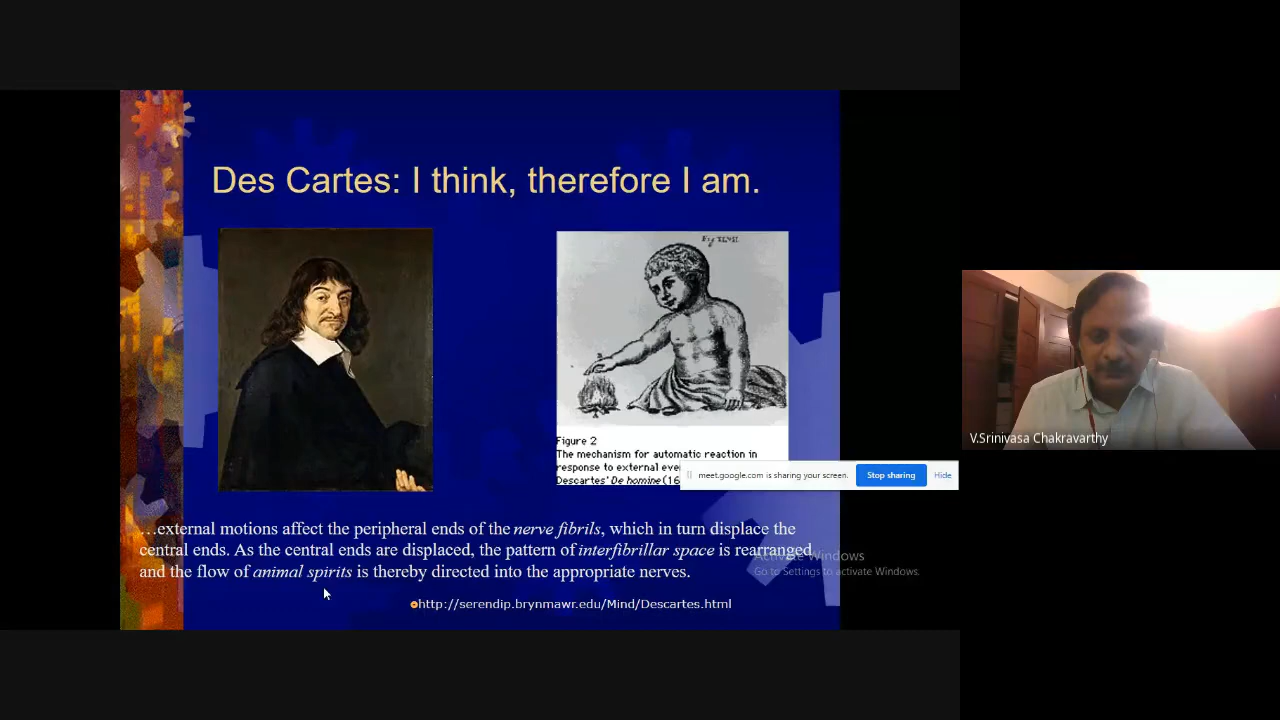 Des Cartes: I think, therefore I am.
Fig XLVII.
Figure 2
The mechanism for automatic reaction in
response to external eve
Descartes' De homine (16
meet.google.com is sharing your screen.
Stop sharing
Hide
V.Srinivasa Chakravarthy
...external motions affect the peripheral ends of the nerve fibrils, which in turn displace the
central ends. As the central ends are displaced, the pattern of interfibrillar space is rearranged
and the flow of animal spirits is thereby directed into the appropriate nerves.
Activate Windows
Go to Settings to activate Windows.
http://serendip.brynmawr.edu/Mind/Descartes.html